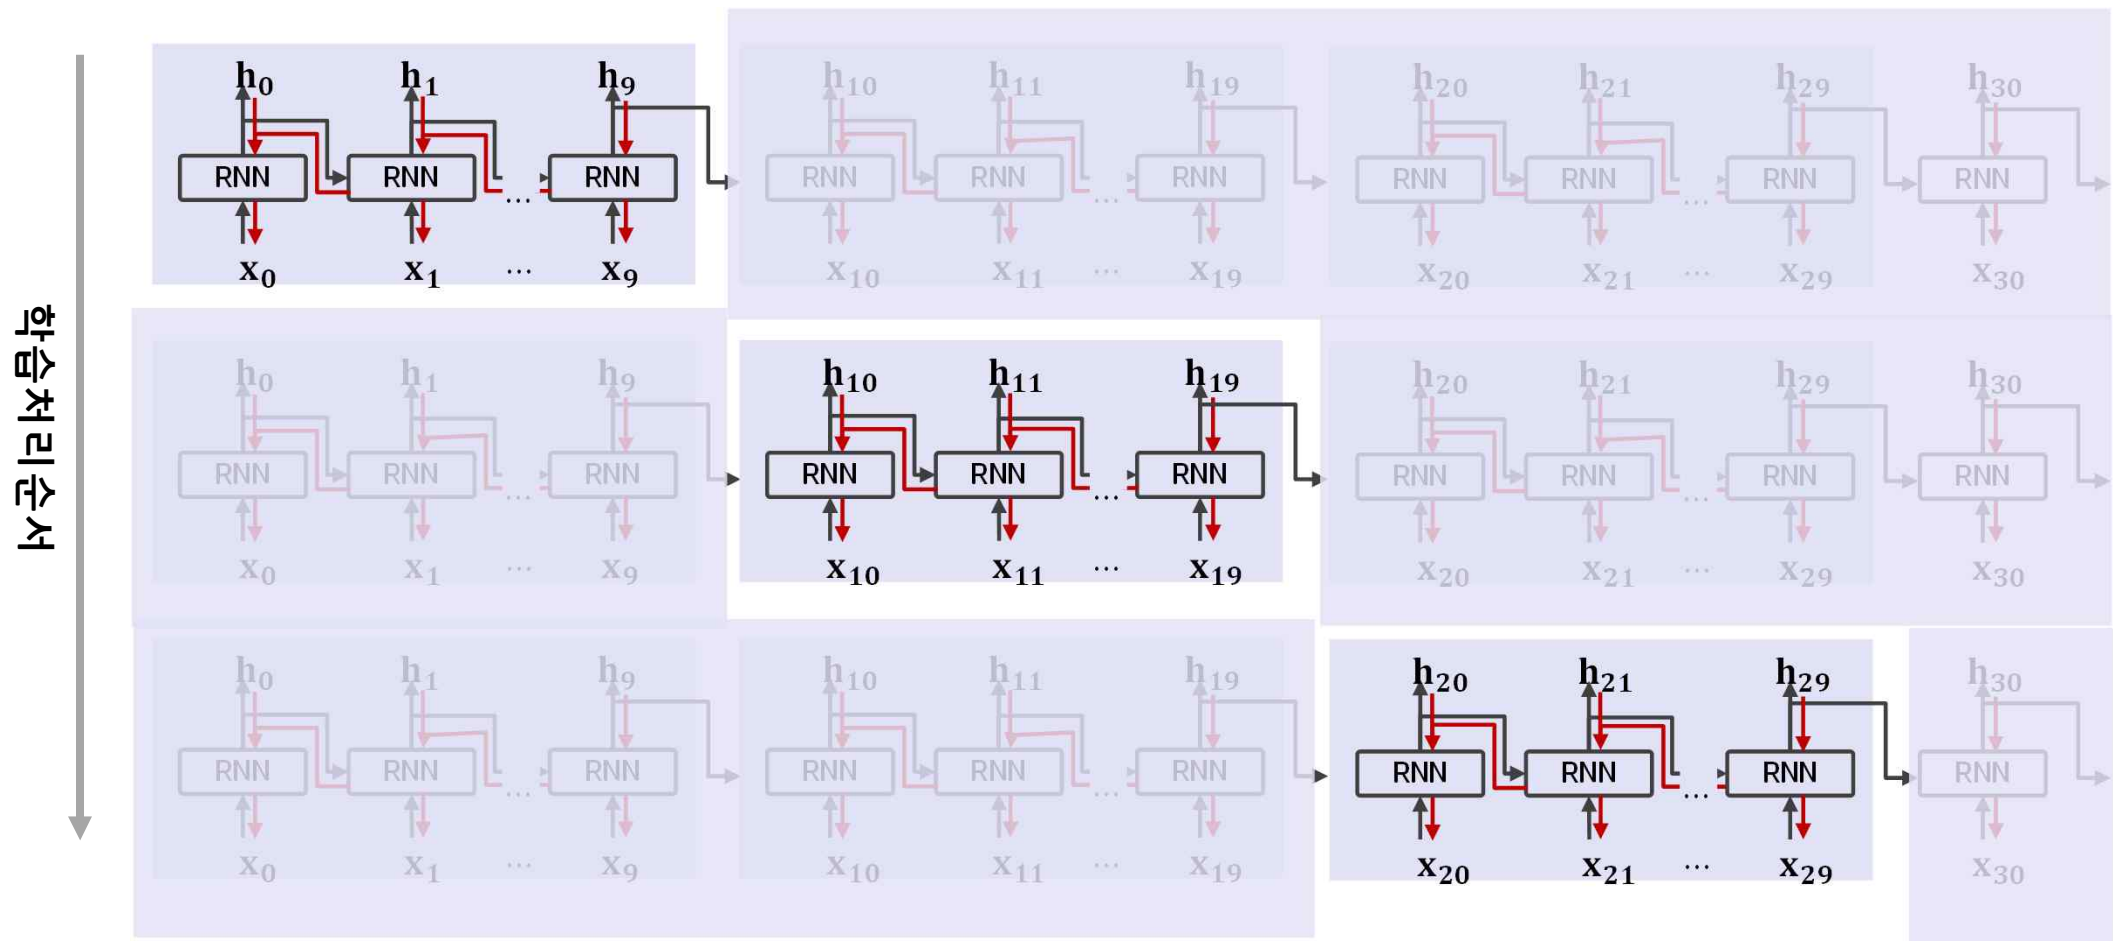 학습처리순서
h0 h1 h9 h10 h11 h19 h20 h21 h29 h30
RNN RNN ... RNN RNN RNN ... RNN RNN RNN ... RNN RNN
x0 x1 ... x9 x10 x11 ... x19 x20 x21 ... x29 x30
h0 h1 h9 h10 h11 h19 h20 h21 h29 h30
RNN RNN ... RNN RNN RNN ... RNN RNN RNN ... RNN RNN
x0 x1 ... x9 x10 x11 ... x19 x20 x21 ... x29 x30
h0 h1 h9 h10 h11 h19 h20 h21 h29 h30
RNN RNN ... RNN RNN RNN ... RNN RNN RNN ... RNN RNN
x0 x1 ... x9 x10 x11 ... x19 x20 x21 ... x29 x30